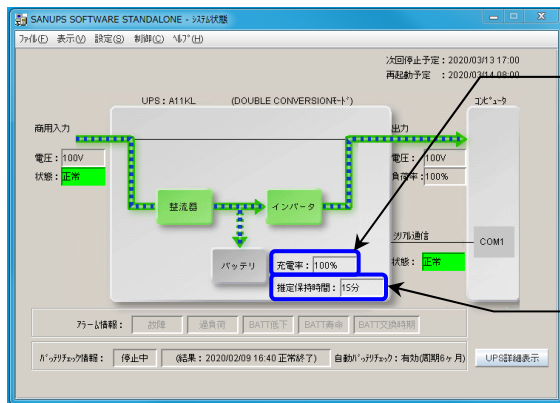 SANUPS SOFTWARE STANDALONE - ｼｽﾃﾑ状態
ﾌｧｲﾙ(F) 表示(V) 設定(S) 制御(C) ﾍﾙﾌﾟ(H)
次回停止予定：2020/03/13 17:00
再起動予定 ：2020/03/14 08:00
UPS：A11KL (DOUBLE CONVERSIONﾓｰﾄﾞ) ｺﾝﾋﾟｭｰﾀ
商用入力 出力
電圧：100V 電圧：100V
状態：正常 負荷率：100%
整流器 インバータ
ｼﾘｱﾙ通信
COM1
バッテリ 充電率：100% 状態：正常
推定保持時間：15分
ｱﾗｰﾑ情報： 故障 過負荷 BATT低下 BATT寿命 BATT交換時期
ﾊﾞｯﾃﾘﾁｪｯｸ情報： 停止中 (結果：2020/02/09 16:40 正常終了) 自動ﾊﾞｯﾃﾘﾁｪｯｸ：有効(周期6ヶ月) UPS詳細表示